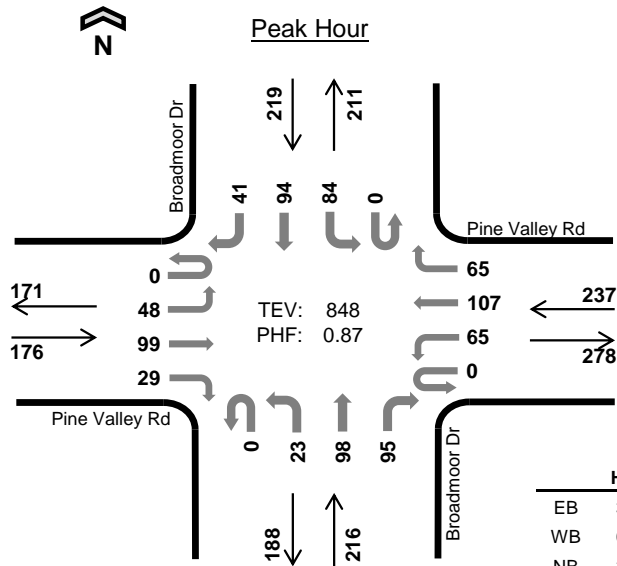 Peak Hour
N
Broadmoor Dr
219
211
41
94
84
0
Pine Valley Rd
0
48
99
29
171
176
TEV: 848
PHF: 0.87
65
107
65
0
237
278
Pine Valley Rd
0
23
98
95
Broadmoor Dr
188
216
EB
WB
NB